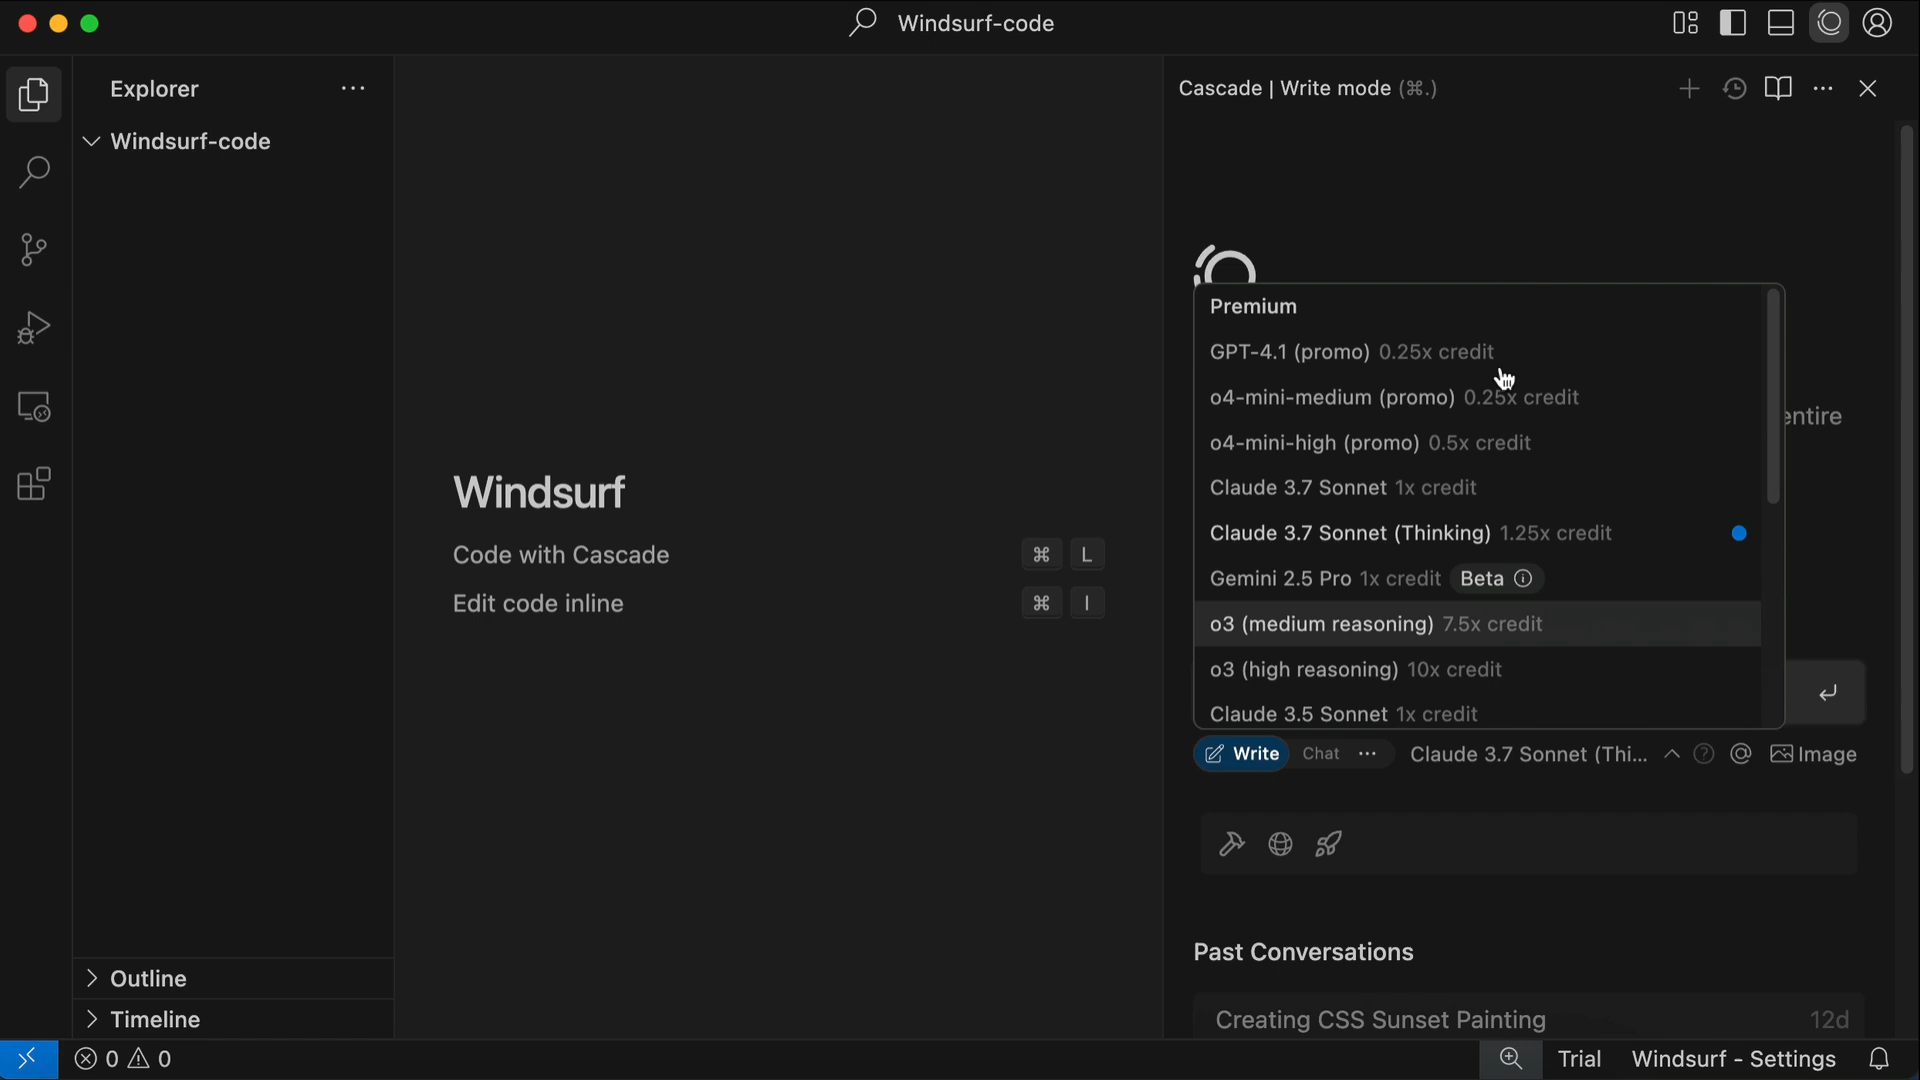 Windsurf-code
Explorer
Windsurf-code
Outline
Timeline
Windsurf
Code with Cascade ⌘ L
Edit code inline ⌘ I
Cascade | Write mode (⌘.)
Premium
GPT-4.1 (promo) 0.25x credit
o4-mini-medium (promo) 0.25x credit
o4-mini-high (promo) 0.5x credit
Claude 3.7 Sonnet 1x credit
Claude 3.7 Sonnet (Thinking) 1.25x credit
Gemini 2.5 Pro 1x credit Beta
o3 (medium reasoning) 7.5x credit
o3 (high reasoning) 10x credit
Claude 3.5 Sonnet 1x credit
entire
Write Chat ... Claude 3.7 Sonnet (Thi... @ Image
Past Conversations
Creating CSS Sunset Painting 12d
0 0
Trial Windsurf - Settings